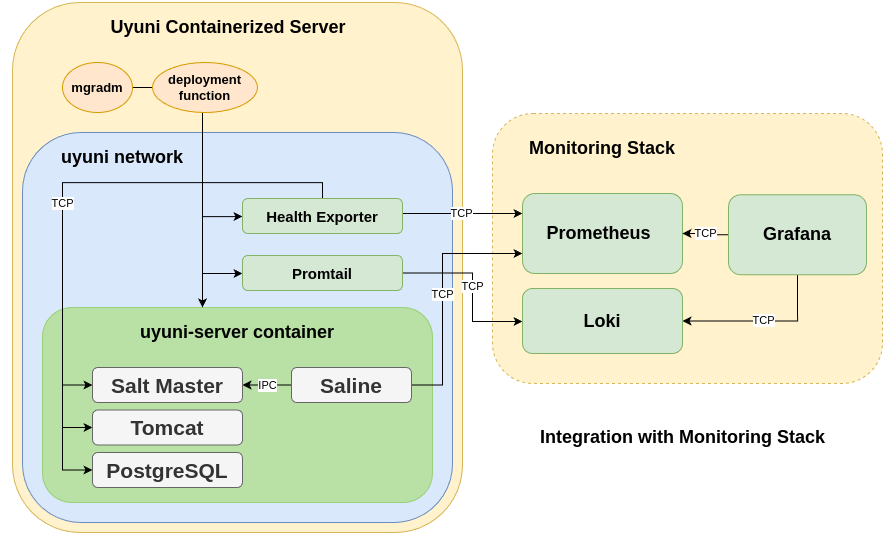 Uyuni Containerized Server
mgradm
deployment
function
uyuni network
TCP
Health Exporter
TCP
Promtail
TCP
TCP
uyuni-server container
Salt Master
IPC
Saline
Tomcat
PostgreSQL
Monitoring Stack
Prometheus
TCP
Grafana
Loki
TCP
Integration with Monitoring Stack